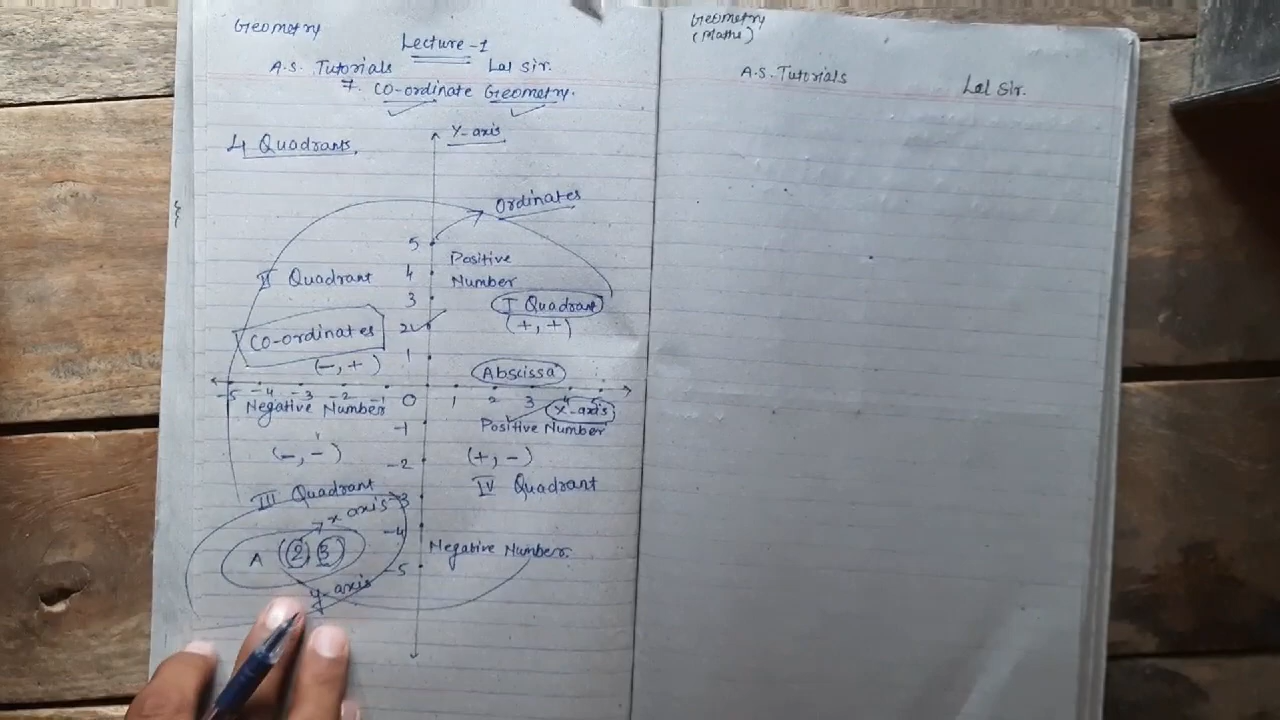 Geometry
Lecture-1
A.S. Tutorials Lal Sir.
7. CO-ordinate Geometry.
4 Quadrants.
Y-axis
Ordinates
5
Positive
II Quadrant 4 Number
3 I Quadrant
CO-ordinates 2 (+, +)
(-, +) 1
Abscissa
-5 -4 -3 -2 -1 0 1 2 3 4
Negative Number X-axis
-1 Positive Number
(-, -) -2 (+, -)
III Quadrant IV Quadrant
x axis -3
-4
A (2, 3) Negative Number.
-5
y-axis
Geometry
(Maths)
A.S. Tutorials Lal Sir.